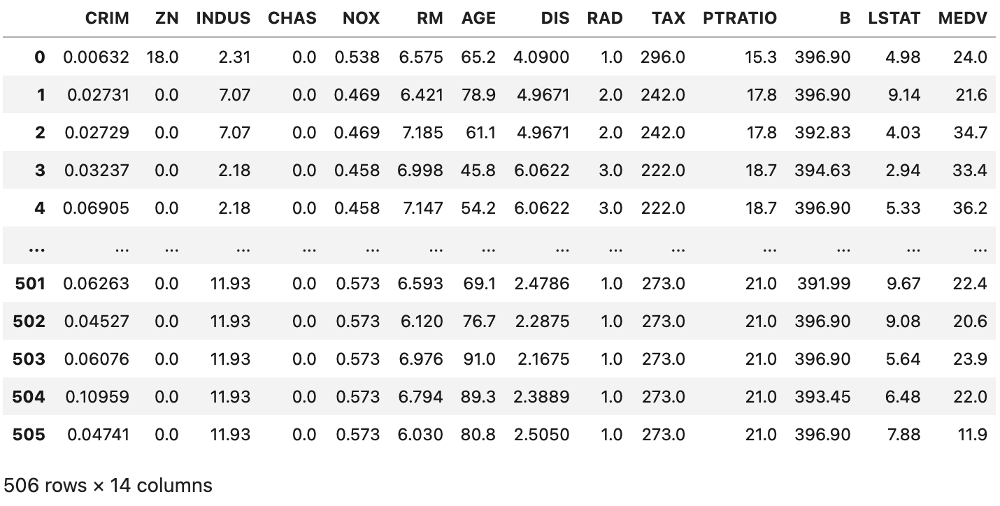 CRIM ZN INDUS CHAS NOX RM AGE DIS RAD TAX PTRATIO B LSTAT MEDV
0 0.00632 18.0 2.31 0.0 0.538 6.575 65.2 4.0900 1.0 296.0 15.3 396.90 4.98 24.0
1 0.02731 0.0 7.07 0.0 0.469 6.421 78.9 4.9671 2.0 242.0 17.8 396.90 9.14 21.6
2 0.02729 0.0 7.07 0.0 0.469 7.185 61.1 4.9671 2.0 242.0 17.8 392.83 4.03 34.7
3 0.03237 0.0 2.18 0.0 0.458 6.998 45.8 6.0622 3.0 222.0 18.7 394.63 2.94 33.4
4 0.06905 0.0 2.18 0.0 0.458 7.147 54.2 6.0622 3.0 222.0 18.7 396.90 5.33 36.2
... ... ... ... ... ... ... ... ... ... ... ... ... ... ...
501 0.06263 0.0 11.93 0.0 0.573 6.593 69.1 2.4786 1.0 273.0 21.0 391.99 9.67 22.4
502 0.04527 0.0 11.93 0.0 0.573 6.120 76.7 2.2875 1.0 273.0 21.0 396.90 9.08 20.6
503 0.06076 0.0 11.93 0.0 0.573 6.976 91.0 2.1675 1.0 273.0 21.0 396.90 5.64 23.9
504 0.10959 0.0 11.93 0.0 0.573 6.794 89.3 2.3889 1.0 273.0 21.0 393.45 6.48 22.0
505 0.04741 0.0 11.93 0.0 0.573 6.030 80.8 2.5050 1.0 273.0 21.0 396.90 7.88 11.9
506 rows × 14 columns